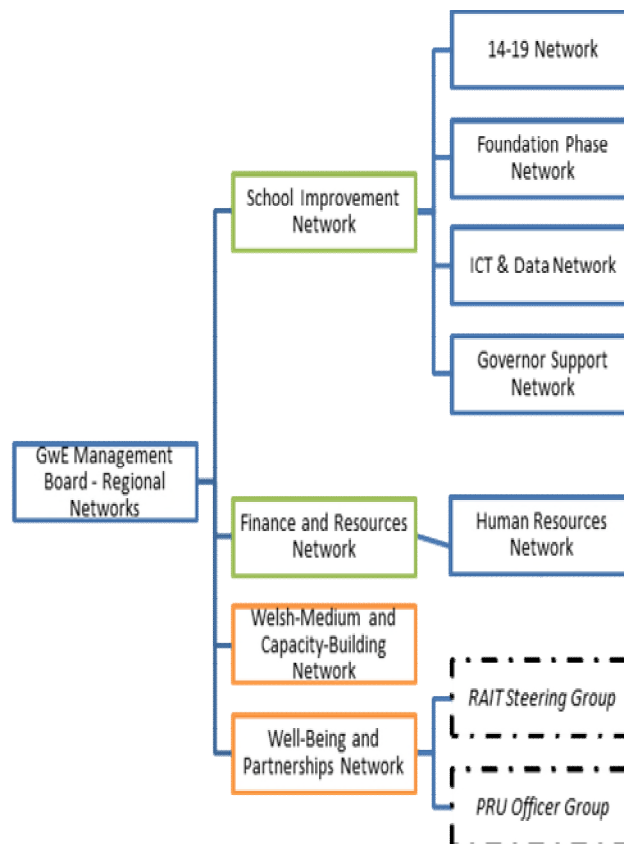 14-19 Network
Foundation Phase
Network
School Improvement
Network
ICT & Data Network
Governor Support
Network
GwE Management
Board - Regional
Networks
Finance and Resources
Network
Human Resources
Network
Welsh-Medium and
Capacity-Building
Network
RAIT Steering Group
Well-Being and
Partnerships Network
PRU Officer Group